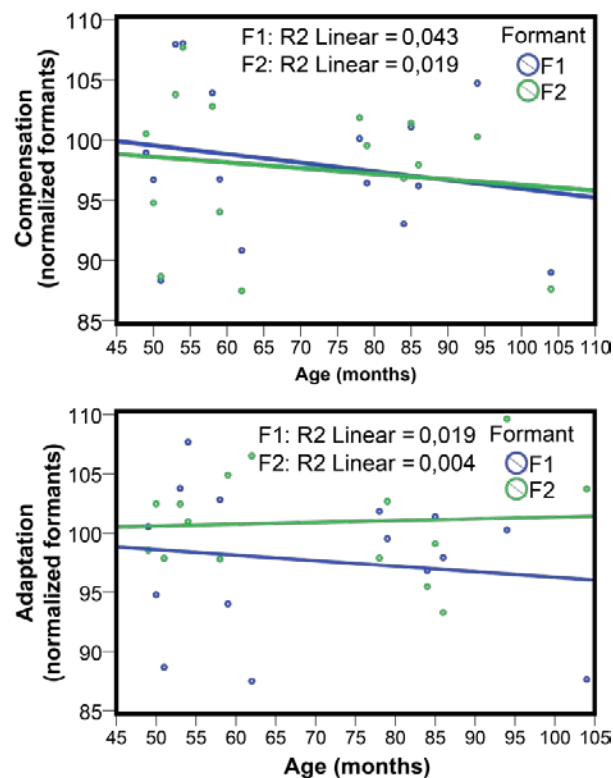 110
F1: R2 Linear = 0,043
F2: R2 Linear = 0,019
Formant
F1
F2
105
100
95
90
85
Compensation
(normalized formants)
45 50 55 60 65 70 75 80 85 90 95 100 105 110
Age (months)
110
F1: R2 Linear = 0,019
F2: R2 Linear = 0,004
Formant
F1
F2
105
100
95
90
85
Adaptation
(normalized formants)
45 50 55 60 65 70 75 80 85 90 95 100 105
Age (months)